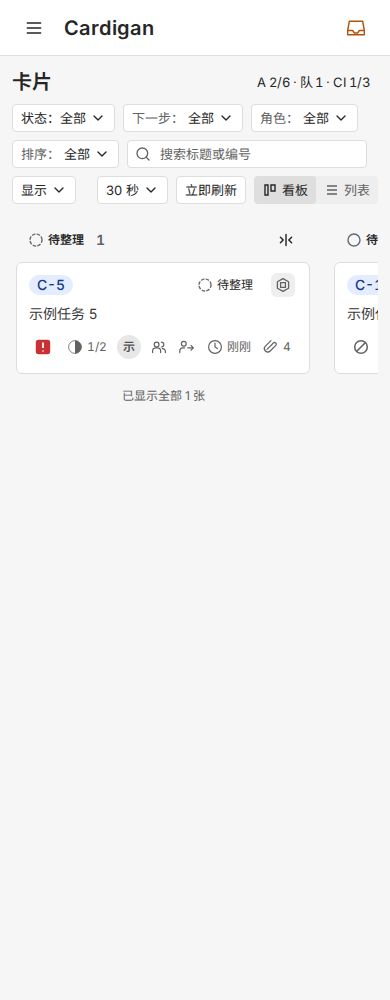 Cardigan
卡片
A 2/6 · 队 1 · CI 1/3
状态: 全部
下一步: 全部
角色: 全部
排序: 全部
搜索标题或编号
显示
30 秒
立即刷新
看板
列表
待整理 1
待
C-5
待整理
示例任务 5
1/2
示
刚刚
4
已显示全部 1 张
C-1
示例